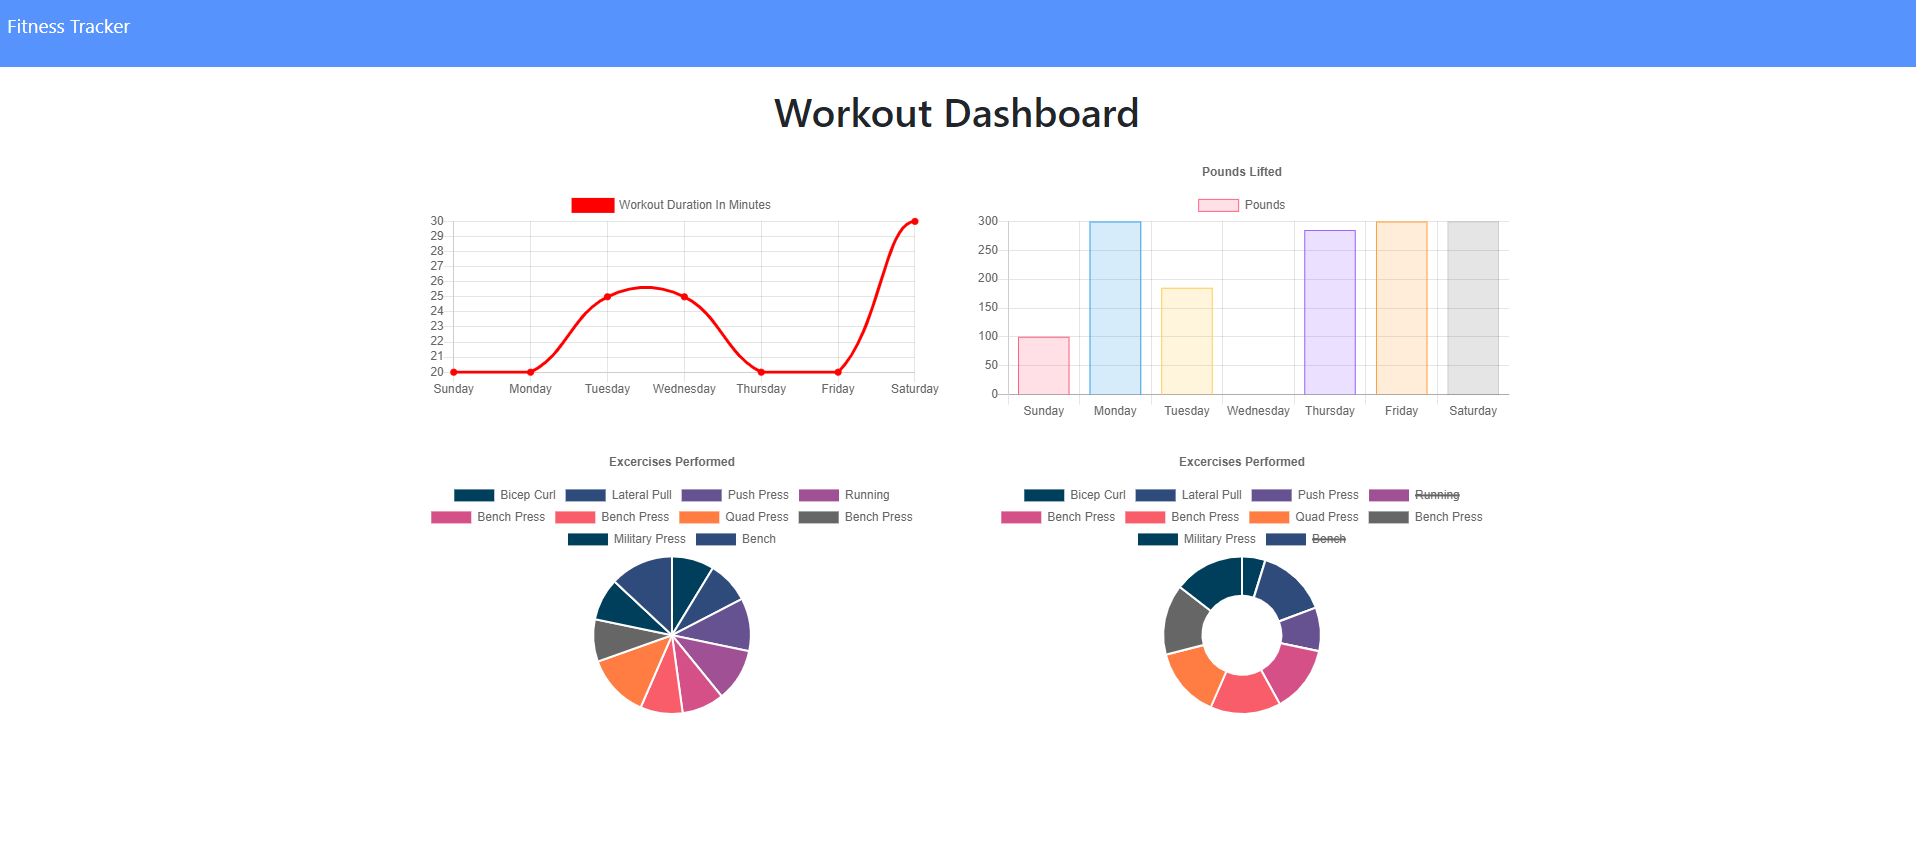 Fitness Tracker
Workout Dashboard
Workout Duration In Minutes
30
29
28
27
26
25
24
23
22
21
20
Sunday Monday Tuesday Wednesday Thursday Friday Saturday
Pounds Lifted
Pounds
300
250
200
150
100
50
0
Sunday Monday Tuesday Wednesday Thursday Friday Saturday
Excercises Performed
Bicep Curl Lateral Pull Push Press Running
Bench Press Bench Press Quad Press Bench Press
Military Press Bench
Excercises Performed
Bicep Curl Lateral Pull Push Press Running
Bench Press Bench Press Quad Press Bench Press
Military Press Bench